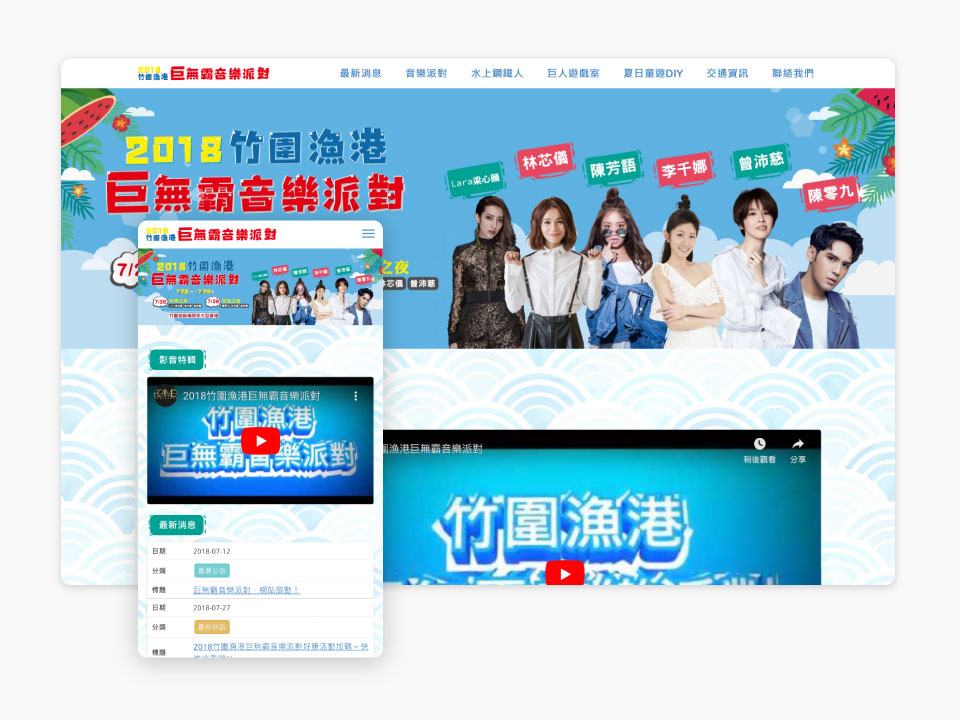 2018
竹圍漁港 巨無霸音樂派對
最新消息 音樂派對 水上鋼鐵人 巨人遊戲室 夏日童遊DIY 交通資訊 聯絡我們
2018竹圍漁港
巨無霸音樂派對
Lara梁心頤
林芯儀
陳芳語
李千娜
曾沛慈
陳零九
7/2
之夜
林芯儀 曾沛慈
2018
竹圍漁港 巨無霸音樂派對
2018竹圍漁港
巨無霸音樂派對
7/28
7/29
影音特輯
2018竹圍漁港巨無霸音樂派對
竹圍漁港
巨無霸音樂派對
最新消息
日期 2018-07-12
分類 重要公告
標題 巨無霸音樂派對，網站啟動！
日期 2018-07-27
分類 最新快訊
標題 2018竹圍漁港巨無霸音樂派對好康活動加碼～快
圍漁港巨無霸音樂派對
稍後觀看 分享
竹圍漁港